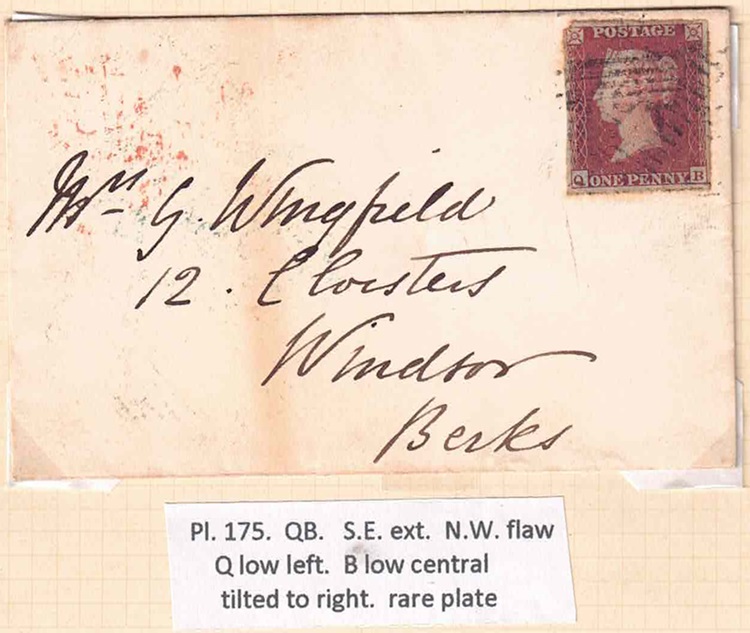 POSTAGE
Q ONE PENNY B
Mrs G. Wingfield
12. Cloisters
Windsor
Berks
Pl. 175. QB. S.E. ext. N.W. flaw
Q low left. B low central
tilted to right. rare plate